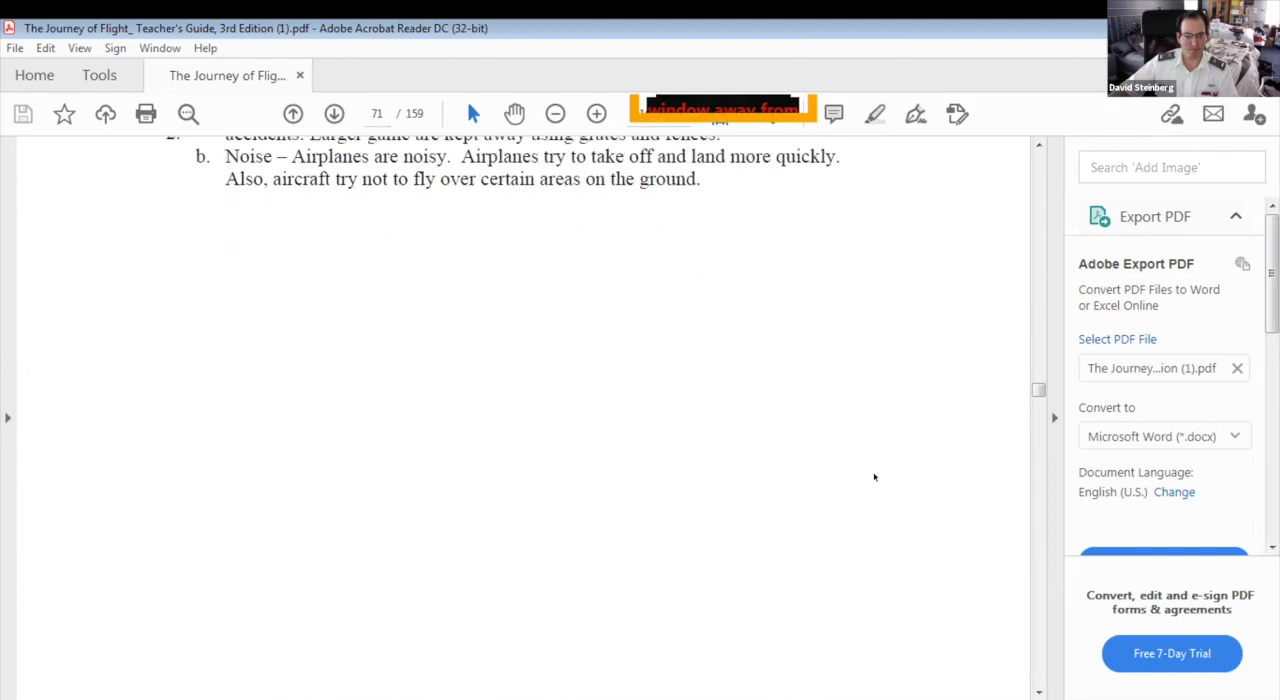 The Journey of Flight_ Teacher's Guide, 3rd Edition (1).pdf - Adobe Acrobat Reader DC (32-bit)
File Edit View Sign Window Help
Home Tools The Journey of Flig... ×
71 / 159
window away from
David Steinberg
accidents. Larger game are kept away using grates and fences.
b. Noise – Airplanes are noisy. Airplanes try to take off and land more quickly.
Also, aircraft try not to fly over certain areas on the ground.
Search 'Add Image'
Export PDF
Adobe Export PDF
Convert PDF Files to Word
or Excel Online
Select PDF File
The Journey...ion (1).pdf
Convert to
Microsoft Word (*.docx)
Document Language:
English (U.S.) Change
Convert, edit and e-sign PDF
forms & agreements
Free 7-Day Trial